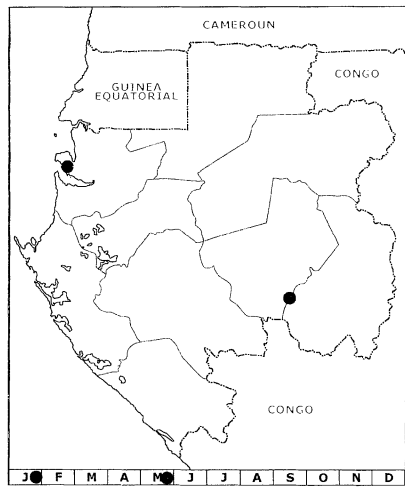 CAMEROUN
GUINEA
EQUATORIAL
CONGO
CONGO
J F M A M J J A S O N D